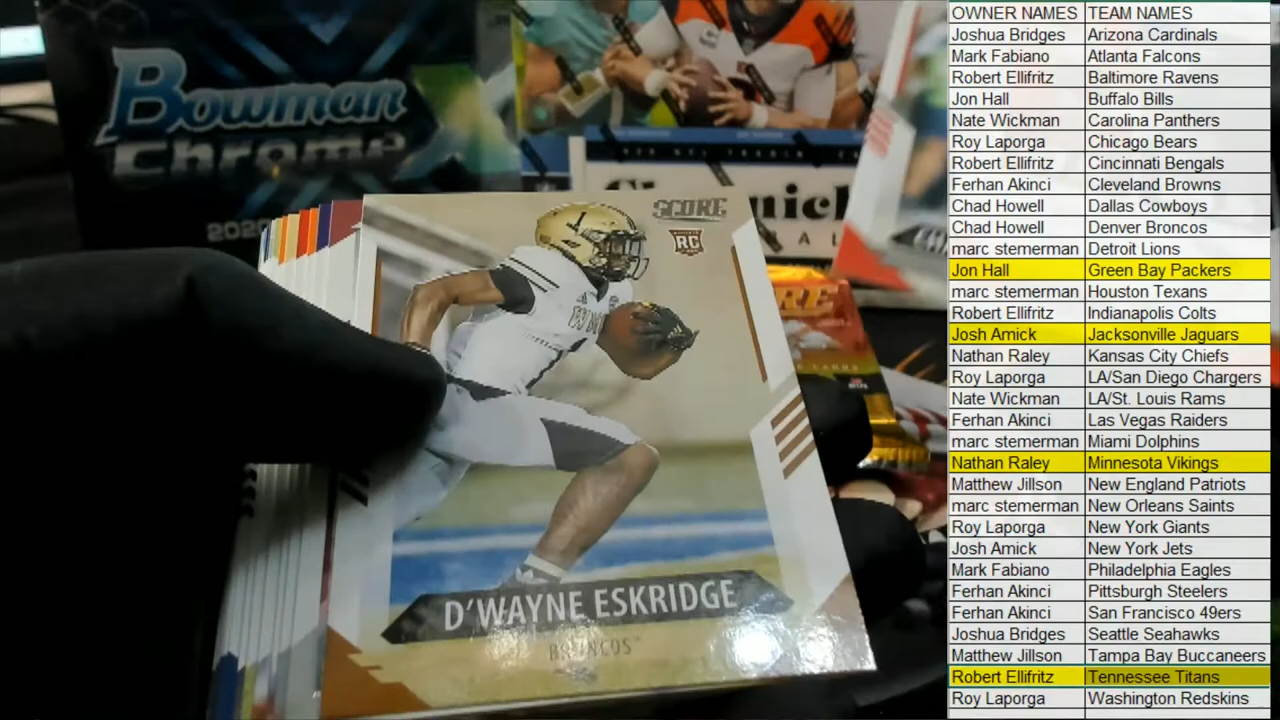 Bowman
Chrome
2020
SCORE
RC
D'WAYNE ESKRIDGE
BRONCOS
OWNER NAMES TEAM NAMES
Joshua Bridges Arizona Cardinals
Mark Fabiano Atlanta Falcons
Robert Ellifritz Baltimore Ravens
Jon Hall Buffalo Bills
Nate Wickman Carolina Panthers
Roy Laporga Chicago Bears
Robert Ellifritz Cincinnati Bengals
Ferhan Akinci Cleveland Browns
Chad Howell Dallas Cowboys
Chad Howell Denver Broncos
marc stemerman Detroit Lions
Jon Hall Green Bay Packers
marc stemerman Houston Texans
Robert Ellifritz Indianapolis Colts
Josh Amick Jacksonville Jaguars
Nathan Raley Kansas City Chiefs
Roy Laporga LA/San Diego Chargers
Nate Wickman LA/St. Louis Rams
Ferhan Akinci Las Vegas Raiders
marc stemerman Miami Dolphins
Nathan Raley Minnesota Vikings
Matthew Jillson New England Patriots
marc stemerman New Orleans Saints
Roy Laporga New York Giants
Josh Amick New York Jets
Mark Fabiano Philadelphia Eagles
Ferhan Akinci Pittsburgh Steelers
Ferhan Akinci San Francisco 49ers
Joshua Bridges Seattle Seahawks
Matthew Jillson Tampa Bay Buccaneers
Robert Ellifritz Tennessee Titans
Roy Laporga Washington Redskins